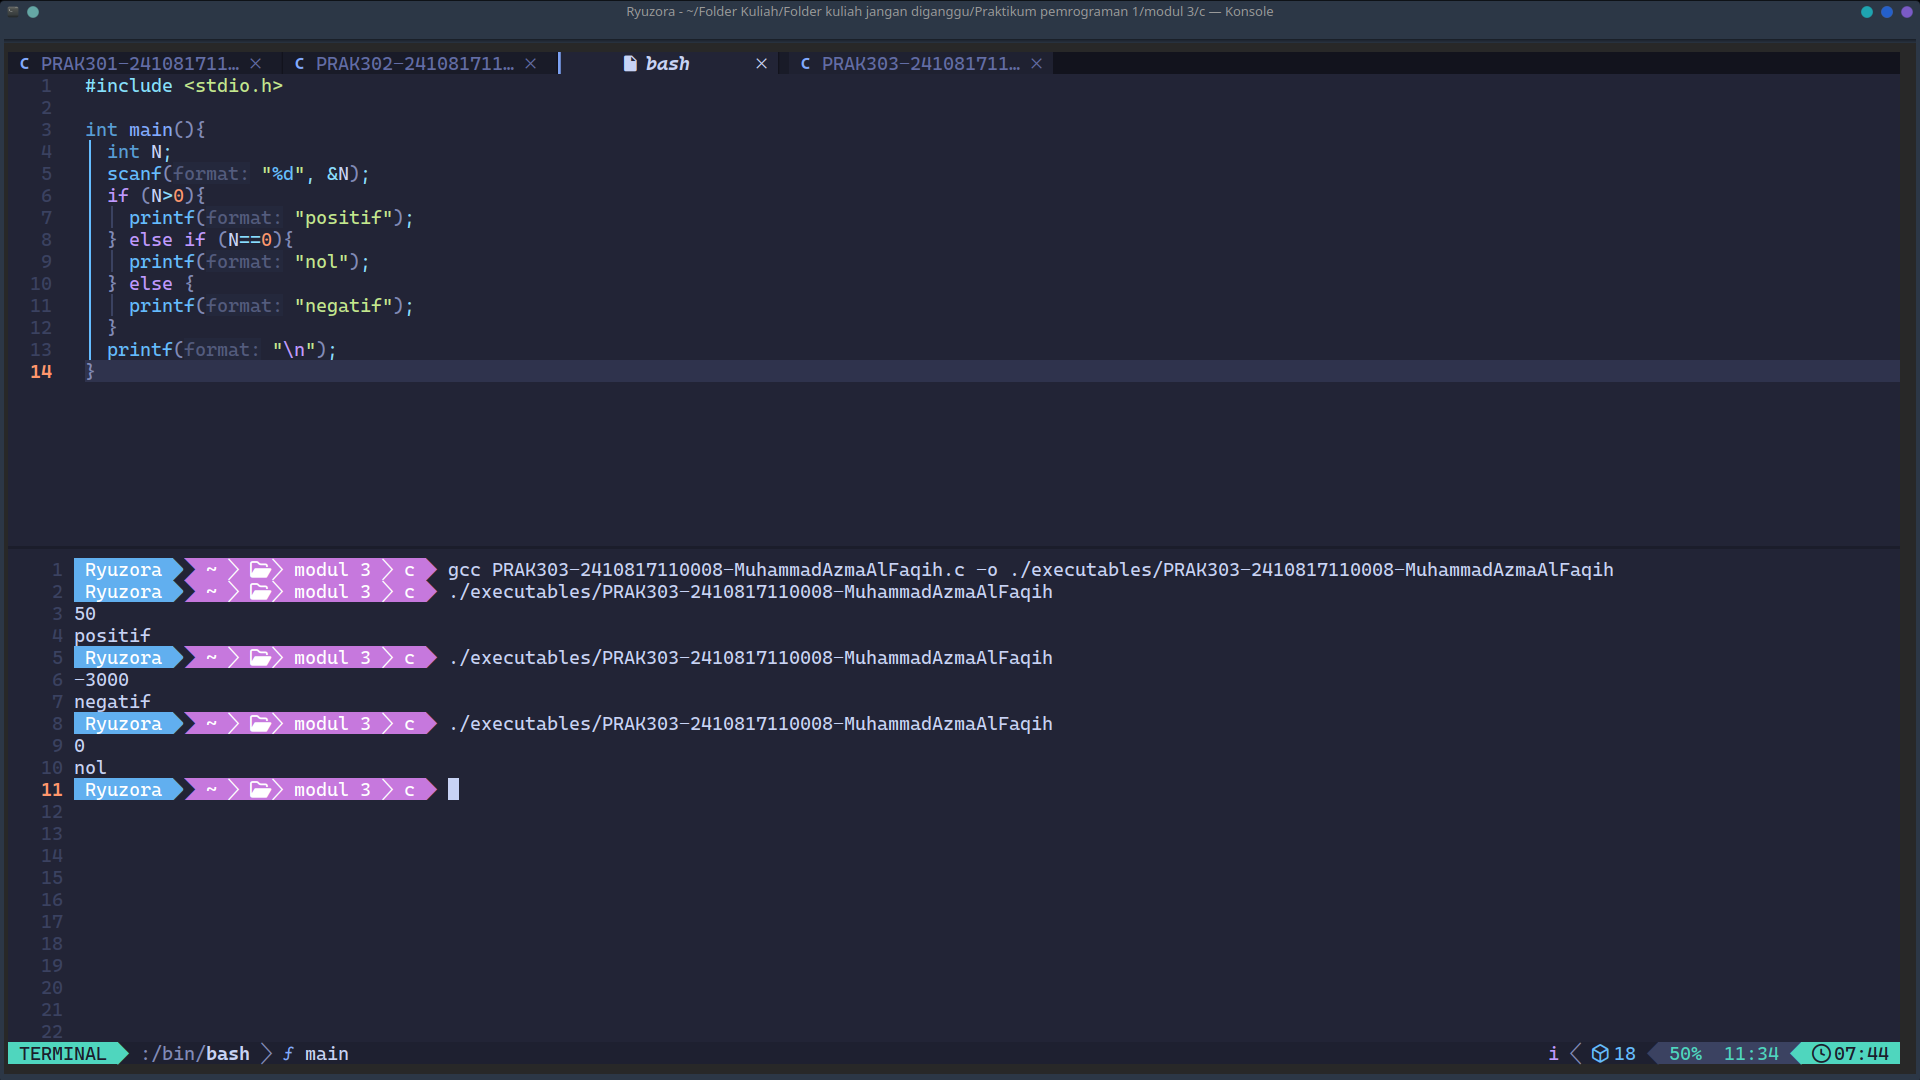 Ryuzora - ~/Folder Kuliah/Folder kuliah jangan diganggu/Praktikum pemrograman 1/modul 3/c — Konsole
C PRAK301-241081711… × C PRAK302-241081711… × bash × C PRAK303-241081711… ×
1 #include <stdio.h>
2
3 int main(){
4 int N;
5 scanf(format: "%d", &N);
6 if (N>0){
7 printf(format: "positif");
8 } else if (N==0){
9 printf(format: "nol");
10 } else {
11 printf(format: "negatif");
12 }
13 printf(format: "\n");
14 }
1 Ryuzora ~ modul 3 c gcc PRAK303-2410817110008-MuhammadAzmaAlFaqih.c -o ./executables/PRAK303-2410817110008-MuhammadAzmaAlFaqih
2 Ryuzora ~ modul 3 c ./executables/PRAK303-2410817110008-MuhammadAzmaAlFaqih
3 50
4 positif
5 Ryuzora ~ modul 3 c ./executables/PRAK303-2410817110008-MuhammadAzmaAlFaqih
6 -3000
7 negatif
8 Ryuzora ~ modul 3 c ./executables/PRAK303-2410817110008-MuhammadAzmaAlFaqih
9 0
10 nol
11 Ryuzora ~ modul 3 c
12
13
14
15
16
17
18
19
20
21
22
TERMINAL :/bin/bash f main i 18 50% 11:34 07:44